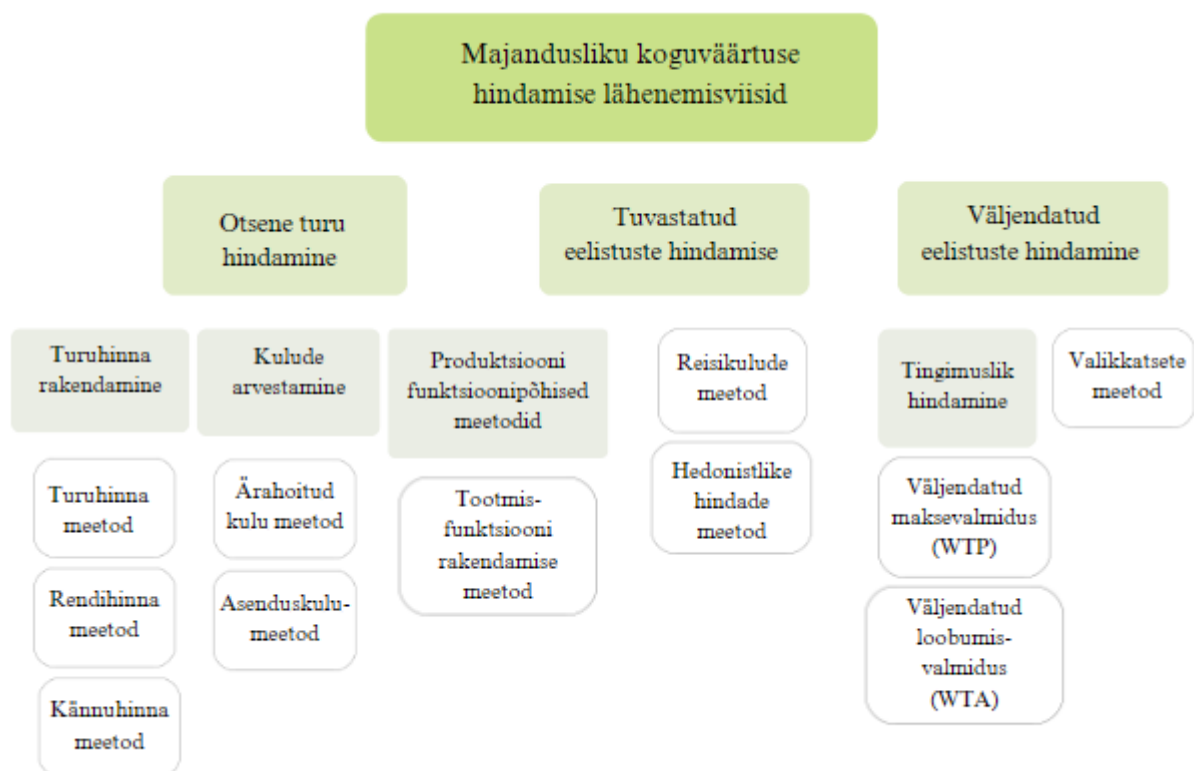 Majandusliku koguväärtuse
hindamise lähenemisviisid
Otsene turu
hindamine
Tuvastatud
eelistuste hindamise
Väljendatud
eelistuste hindamine
Turuhinna
rakendamine
Kulude
arvestamine
Produktsiooni
funktsioonipõhised
meetodid
Reisikulude
meetod
Tingimuslik
hindamine
Valikkatsete
meetod
Turuhinna
meetod
Ärahoitud
kulu meetod
Tootmis-
funktsiooni
rakendamise
meetod
Hedonistlike
hindade
meetod
Väljendatud
maksevalmidus
(WTP)
Rendihinna
meetod
Asenduskulu-
meetod
Väljendatud
loobumis-
valmidus
(WTA)
Kännuhinna
meetod